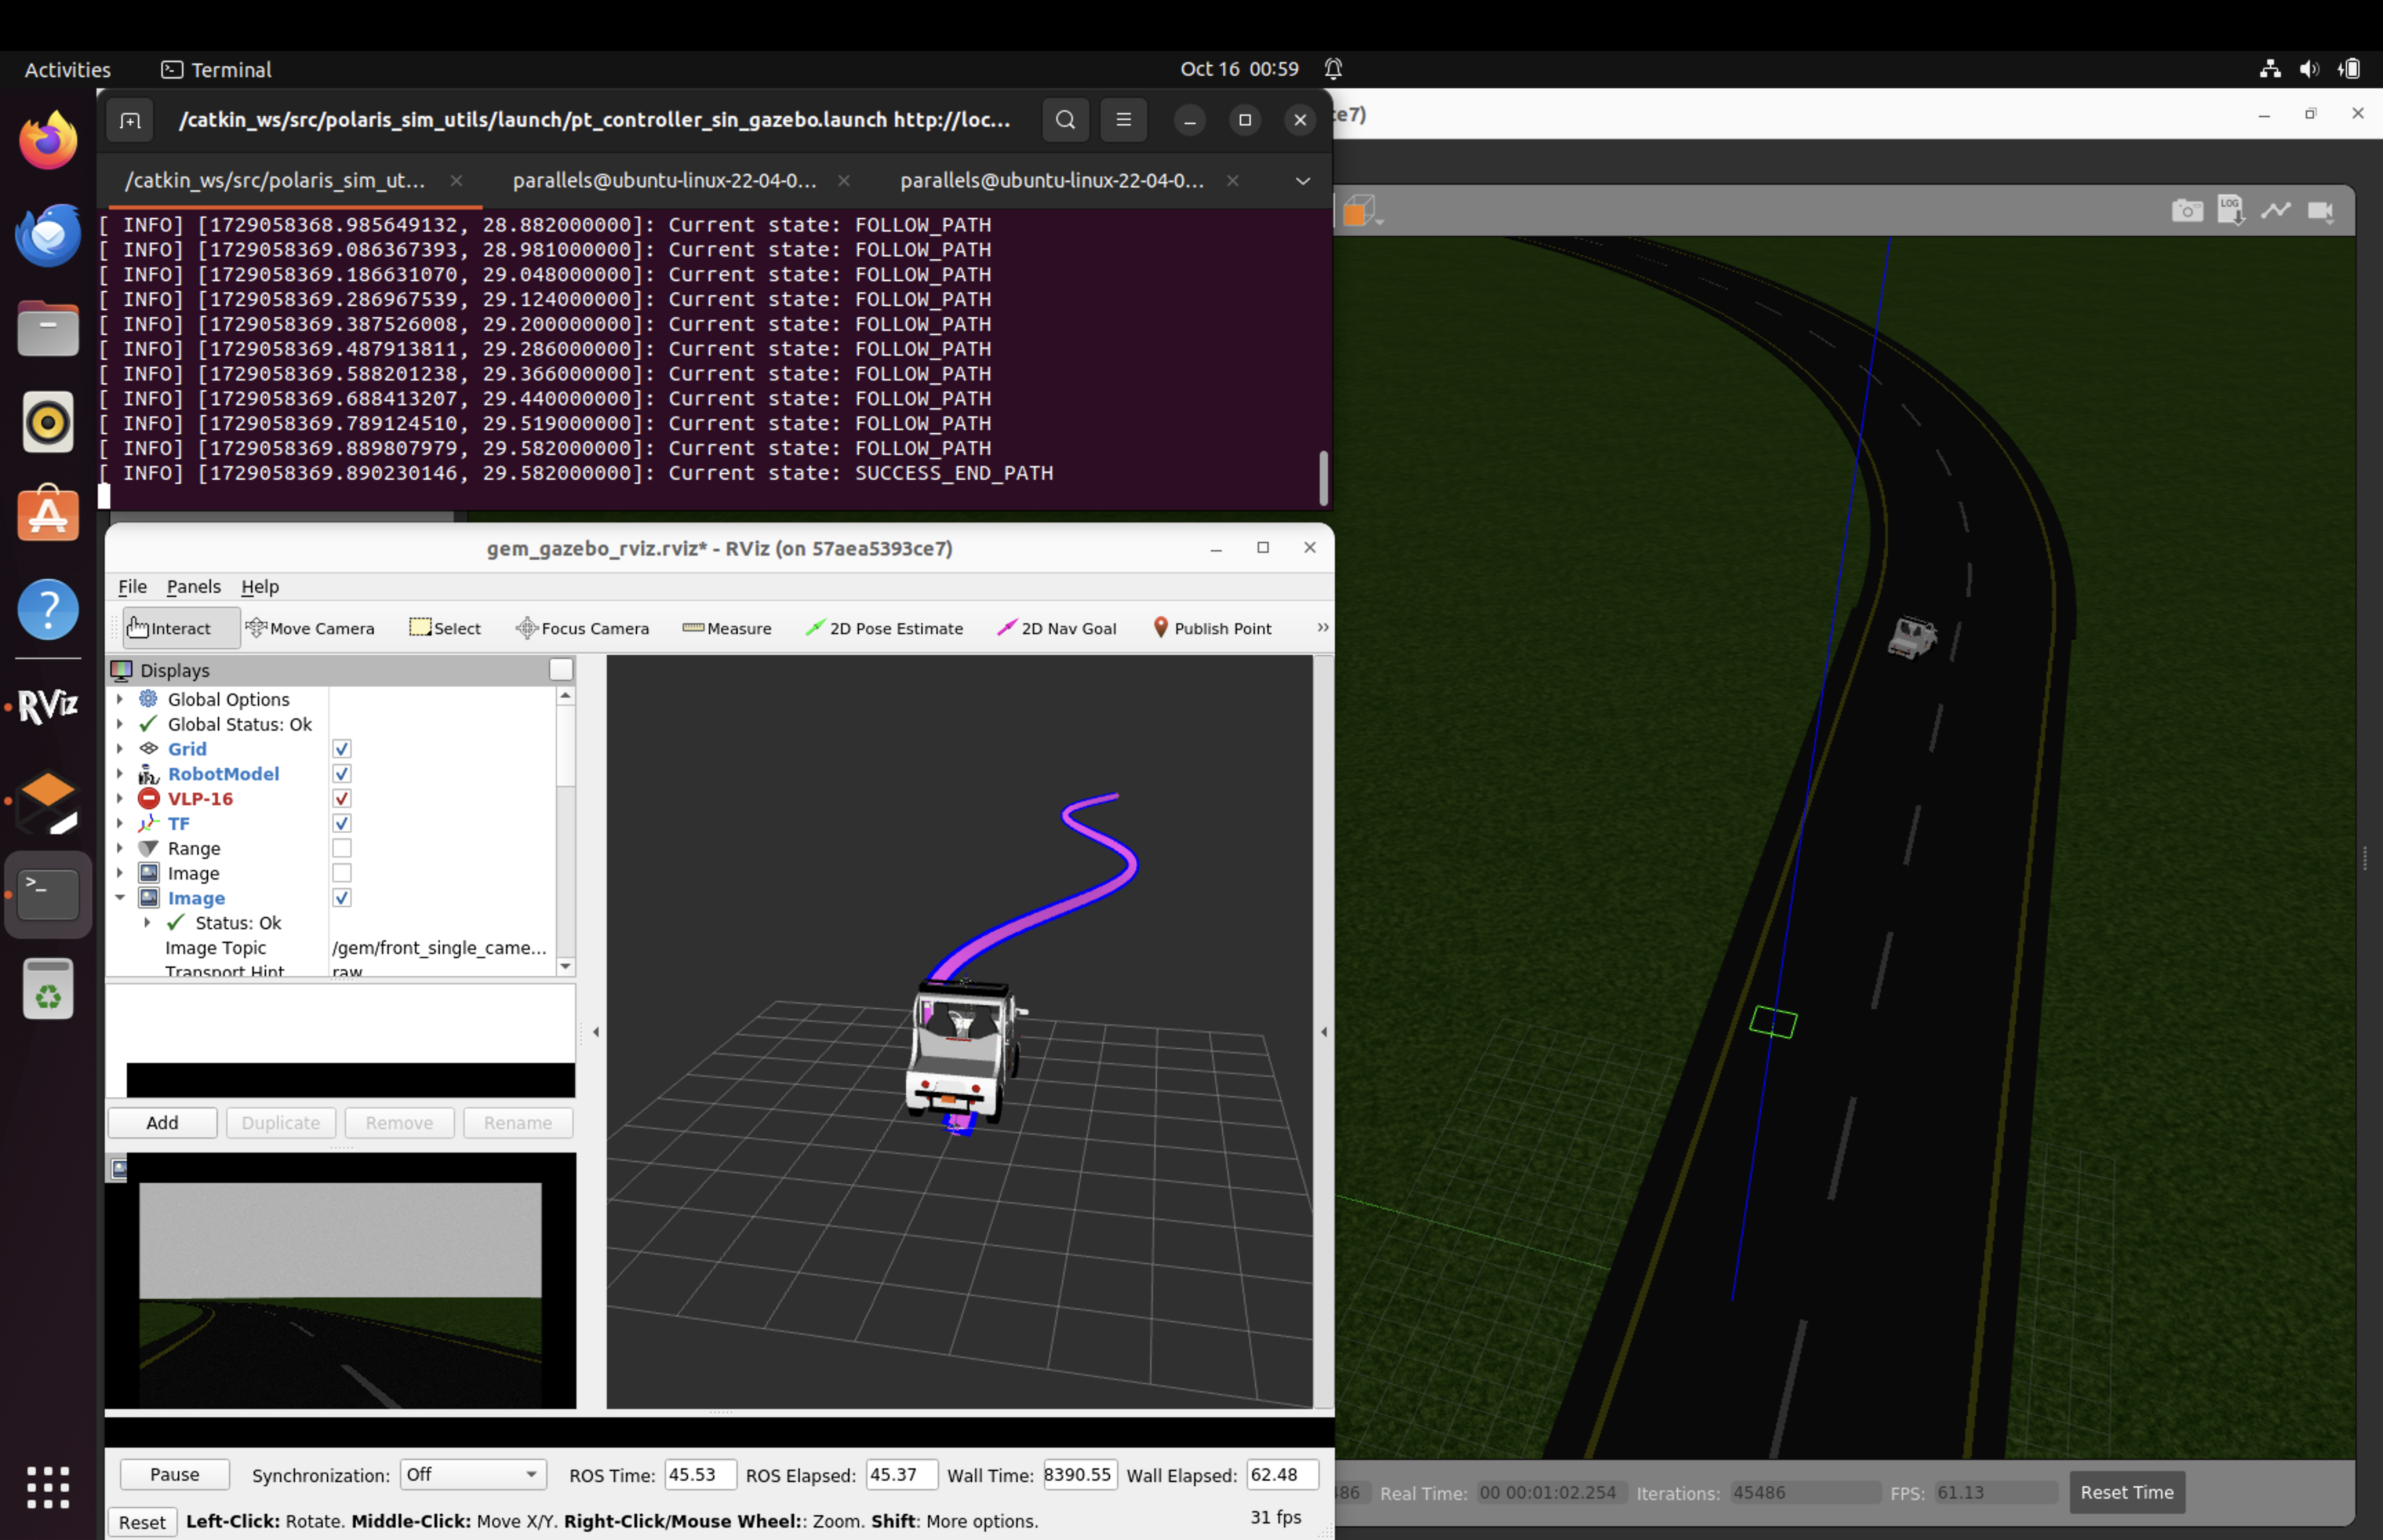 Activities
Terminal
Oct 16 00:59
/catkin_ws/src/polaris_sim_utils/launch/pt_controller_sin_gazebo.launch http://loc...
ce7)
/catkin_ws/src/polaris_sim_ut...
parallels@ubuntu-linux-22-04-0...
parallels@ubuntu-linux-22-04-0...
LOG
[ INFO] [1729058368.985649132, 28.882000000]: Current state: FOLLOW_PATH
[ INFO] [1729058369.086367393, 28.981000000]: Current state: FOLLOW_PATH
[ INFO] [1729058369.186631070, 29.048000000]: Current state: FOLLOW_PATH
[ INFO] [1729058369.286967539, 29.124000000]: Current state: FOLLOW_PATH
[ INFO] [1729058369.387526008, 29.200000000]: Current state: FOLLOW_PATH
[ INFO] [1729058369.487913811, 29.286000000]: Current state: FOLLOW_PATH
[ INFO] [1729058369.588201238, 29.366000000]: Current state: FOLLOW_PATH
[ INFO] [1729058369.688413207, 29.440000000]: Current state: FOLLOW_PATH
[ INFO] [1729058369.789124510, 29.519000000]: Current state: FOLLOW_PATH
[ INFO] [1729058369.889807979, 29.582000000]: Current state: FOLLOW_PATH
[ INFO] [1729058369.890230146, 29.582000000]: Current state: SUCCESS_END_PATH
gem_gazebo_rviz.rviz* - RViz (on 57aea5393ce7)
File Panels Help
Interact Move Camera Select Focus Camera Measure 2D Pose Estimate 2D Nav Goal Publish Point »
Displays
Global Options
Global Status: Ok
Grid
RobotModel
VLP-16
TF
Range
Image
Image
Status: Ok
Image Topic /gem/front_single_came...
Transport Hint raw
RViz
Add Duplicate Remove Rename
Pause Synchronization: Off ROS Time: 45.53 ROS Elapsed: 45.37 Wall Time: 8390.55 Wall Elapsed: 62.48
Reset Left-Click: Rotate. Middle-Click: Move X/Y. Right-Click/Mouse Wheel:: Zoom. Shift: More options. 31 fps
486 Real Time: 00 00:01:02.254 Iterations: 45486 FPS: 61.13 Reset Time